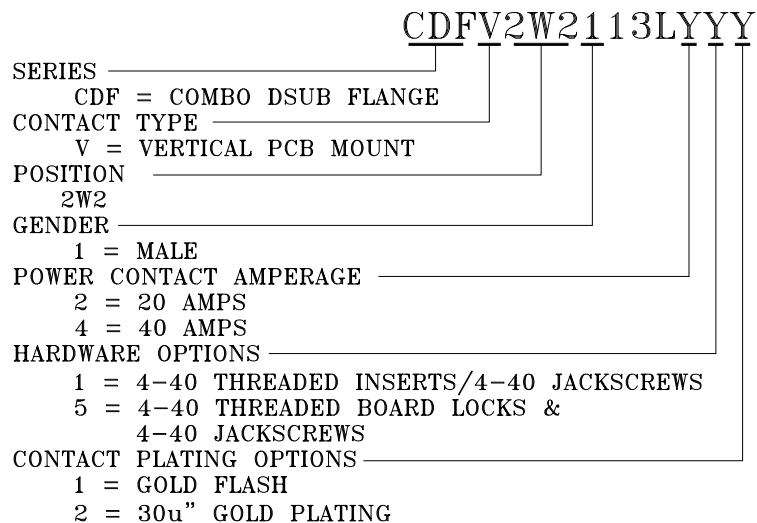 CDFV2W2113LYYY
SERIES
CDF = COMBO DSUB FLANGE
CONTACT TYPE
V = VERTICAL PCB MOUNT
POSITION
2W2
GENDER
1 = MALE
POWER CONTACT AMPERAGE
2 = 20 AMPS
4 = 40 AMPS
HARDWARE OPTIONS
1 = 4-40 THREADED INSERTS/4-40 JACKSCREWS
5 = 4-40 THREADED BOARD LOCKS &
4-40 JACKSCREWS
CONTACT PLATING OPTIONS
1 = GOLD FLASH
2 = 30u" GOLD PLATING